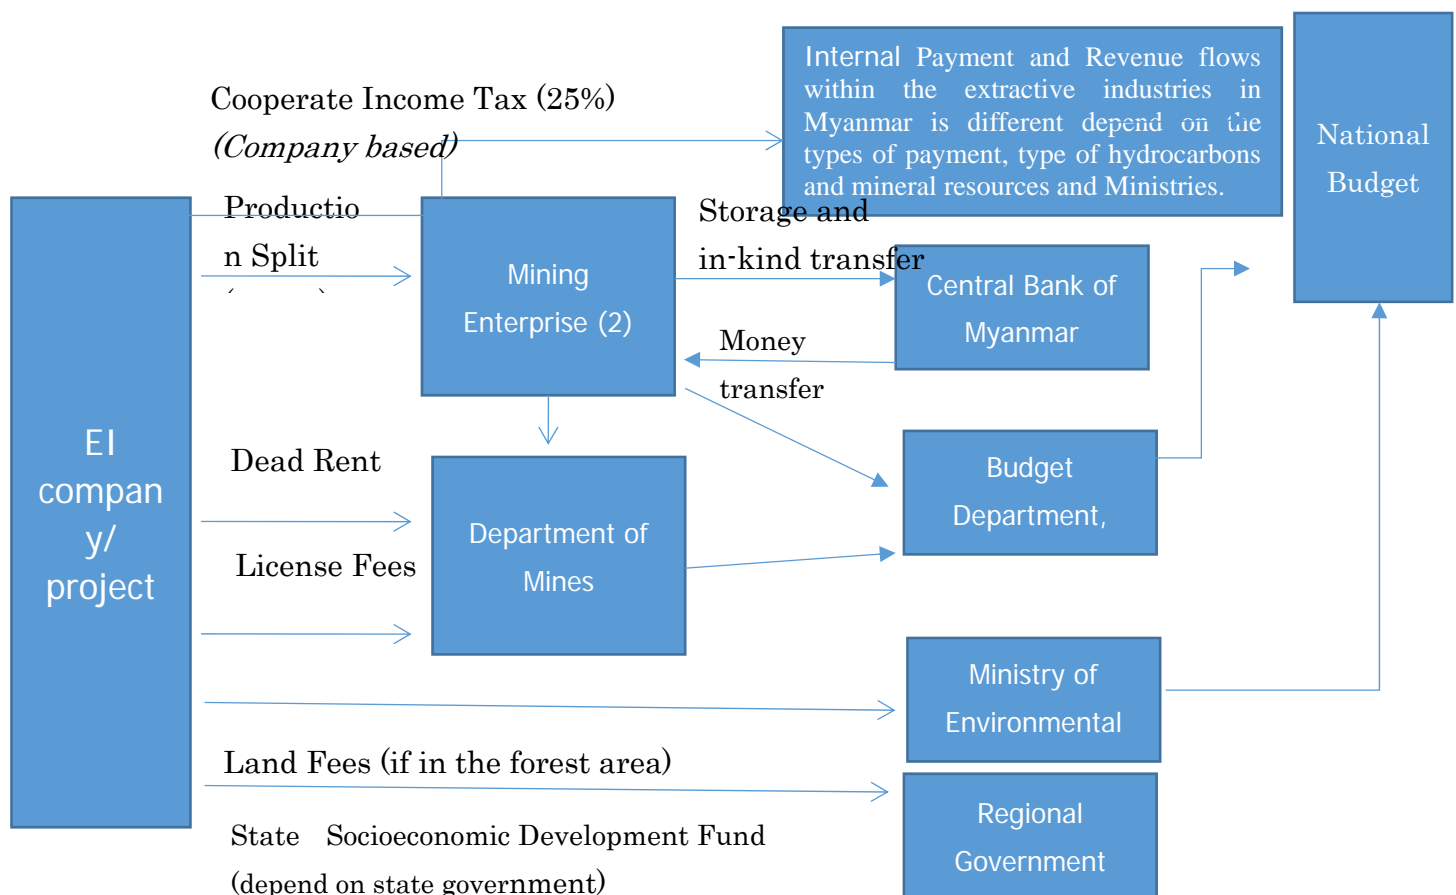 Internal Payment and Revenue flows
within the extractive industries in
Myanmar is different depend on the
types of payment, type of hydrocarbons
and mineral resources and Ministries.
National
Budget
Cooperate Income Tax (25%)
(Company based)
Productio
n Split
Storage and
in-kind transfer
Mining
Enterprise (2)
Central Bank of
Myanmar
Money
transfer
EI
compan
y/
project
Dead Rent
License Fees
Department of
Mines
Budget
Department,
Ministry of
Environmental
Land Fees (if in the forest area)
State Socioeconomic Development Fund
(depend on state government)
Regional
Government